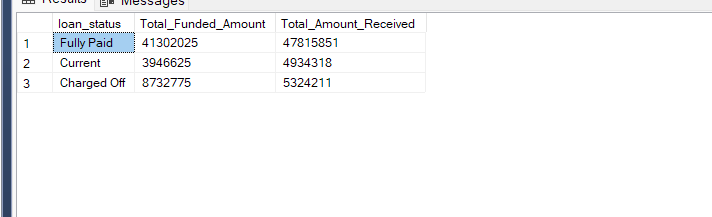 Results Messages
loan_status Total_Funded_Amount Total_Amount_Received
1 Fully Paid 41302025 47815851
2 Current 3946625 4934318
3 Charged Off 8732775 5324211